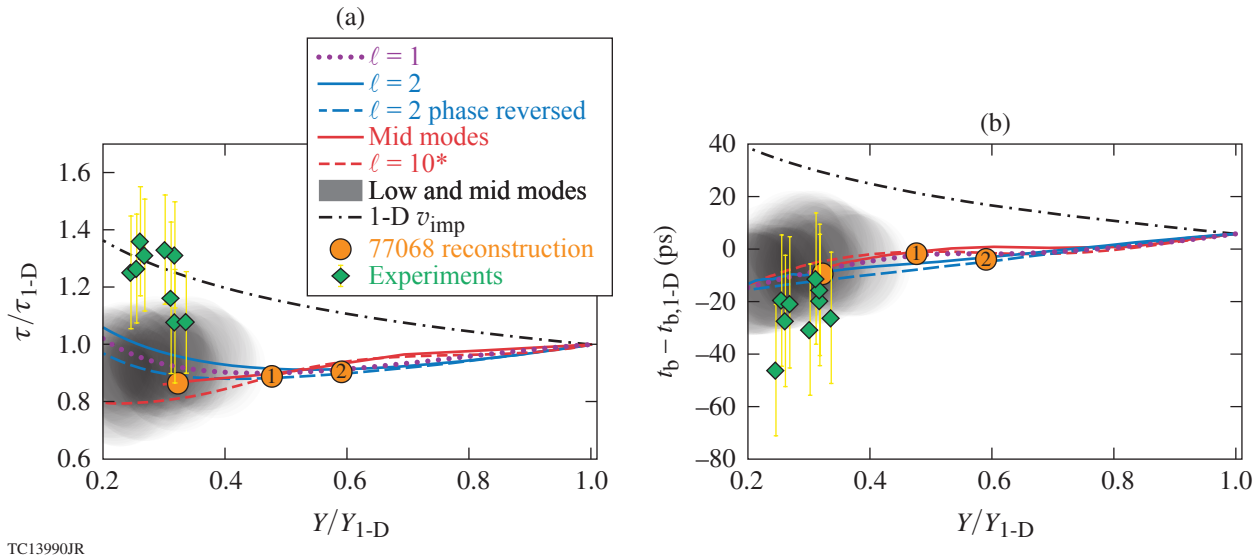 (a)
ℓ = 1
ℓ = 2
ℓ = 2 phase reversed
Mid modes
ℓ = 10*
Low and mid modes
1-D v_imp
77068 reconstruction
Experiments
τ/τ_1-D
1.6
1.4
1.2
1.0
0.8
0.6
1
2
0.2 0.4 0.6 0.8 1.0
Y/Y_1-D
(b)
t_b − t_b,1-D (ps)
40
20
0
−20
−40
−60
−80
1
2
0.2 0.4 0.6 0.8 1.0
Y/Y_1-D
TC13990JR